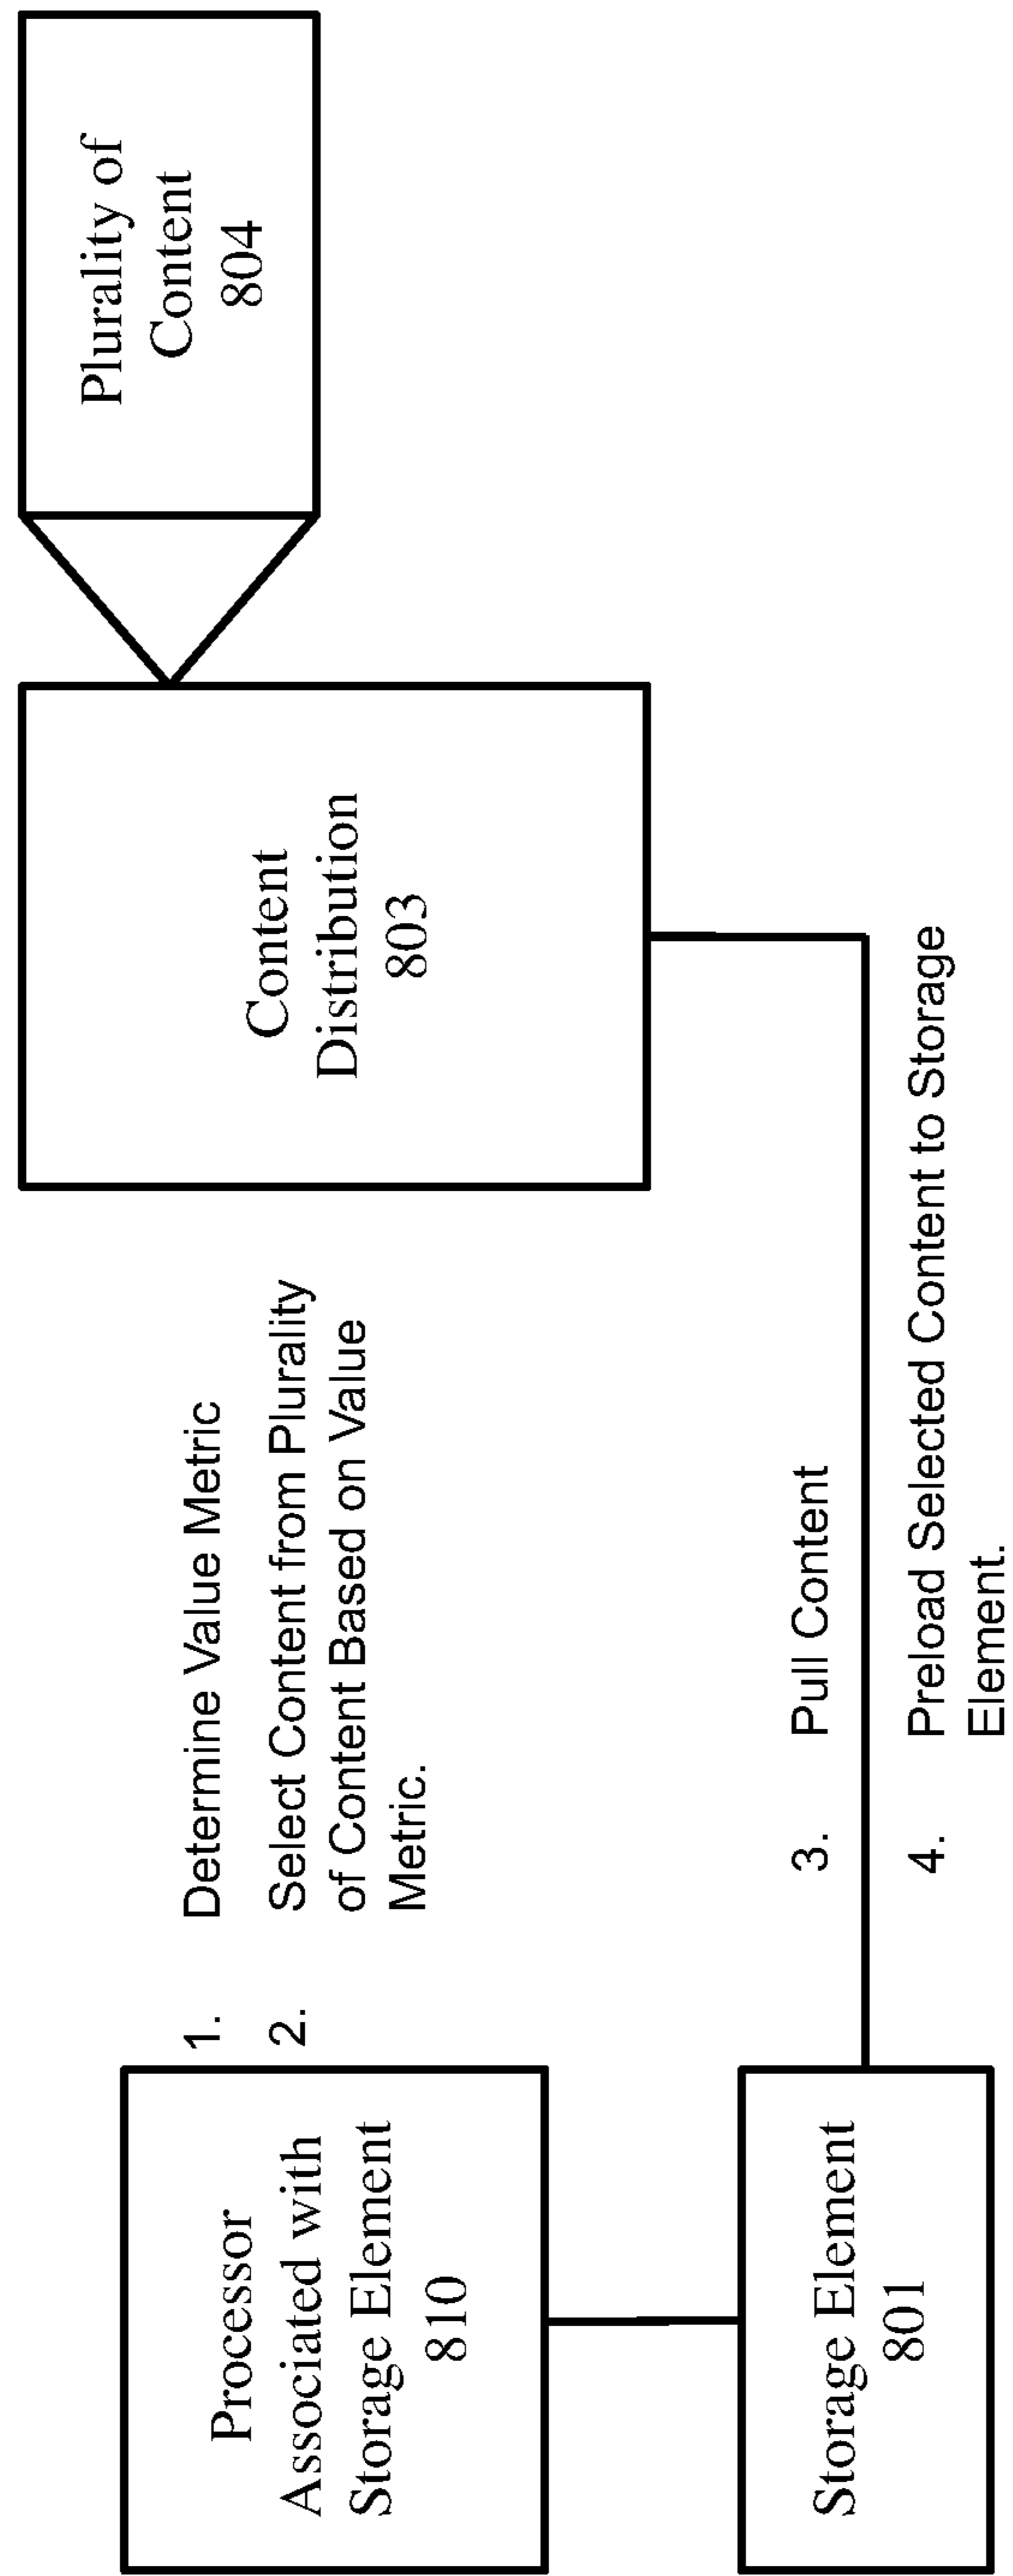 Processor
Associated with
Storage Element
810
1. Determine Value Metric
2. Select Content from Plurality
of Content Based on Value
Metric.
Content
Distribution
803
Plurality of
Content
804
Storage Element
801
3. Pull Content
4. Preload Selected Content to Storage
Element.